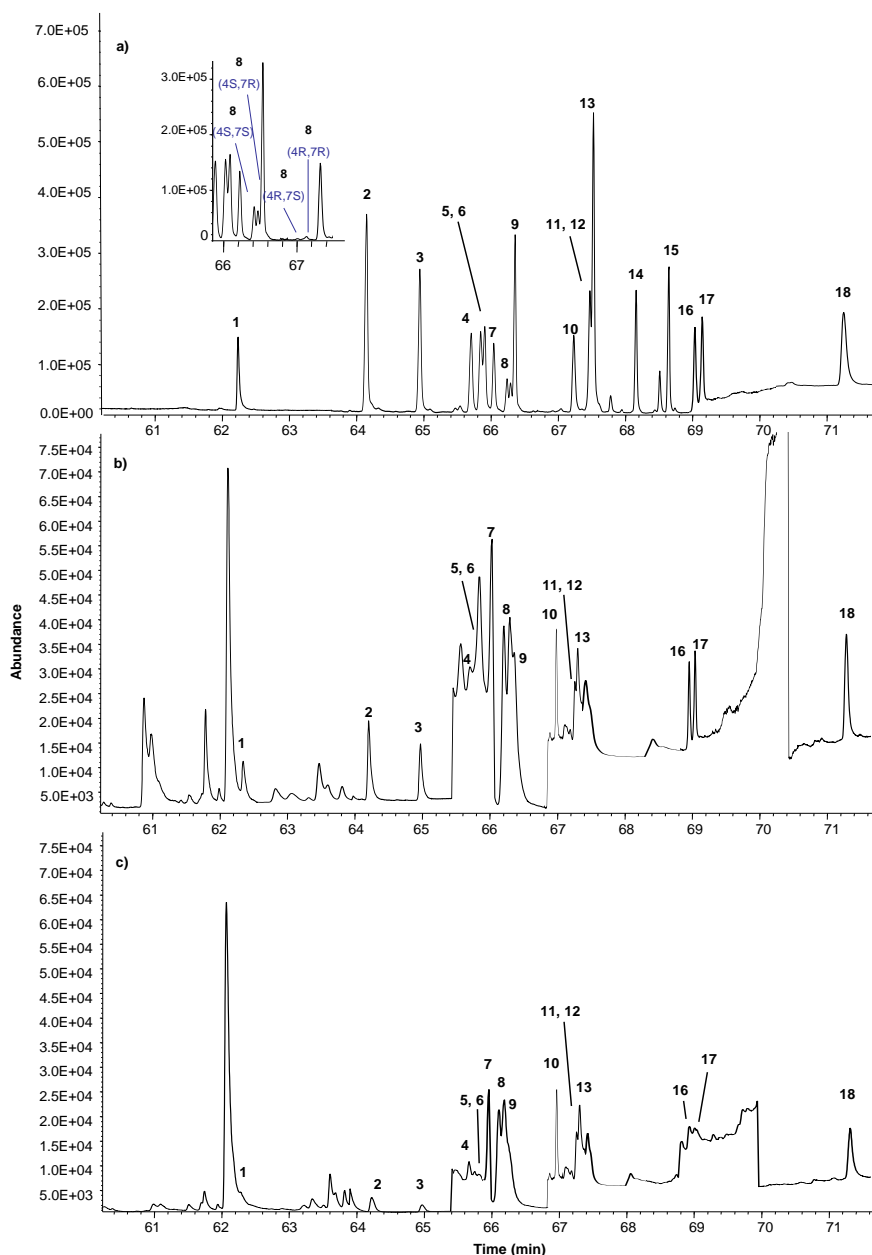 a)
7.0E+05
6.0E+05
5.0E+05
4.0E+05
3.0E+05
2.0E+05
1.0E+05
0.0E+00
3.0E+05
2.0E+05
1.0E+05
0
66 67
8
(4S,7R)
8
(4S,7S)
8
(4R,7S)
8
(4R,7R)
1
2
3
4
5, 6
7
8
9
10
11, 12
13
14
15
16
17
18
61 62 63 64 65 66 67 68 69 70 71
b)
7.5E+04
7.0E+04
6.5E+04
6.0E+04
5.5E+04
5.0E+04
4.5E+04
4.0E+04
3.5E+04
3.0E+04
2.5E+04
2.0E+04
1.5E+04
1.0E+04
5.0E+03
Abundance
1
2
3
4
5, 6
7
8
9
10
11, 12
13
16
17
18
61 62 63 64 65 66 67 68 69 70 71
c)
7.5E+04
7.0E+04
6.5E+04
6.0E+04
5.5E+04
5.0E+04
4.5E+04
4.0E+04
3.5E+04
3.0E+04
2.5E+04
2.0E+04
1.5E+04
1.0E+04
5.0E+03
1
2
3
4
5, 6
7
8
9
10
11, 12
13
16
17
18
61 62 63 64 65 66 67 68 69 70 71
Time (min)